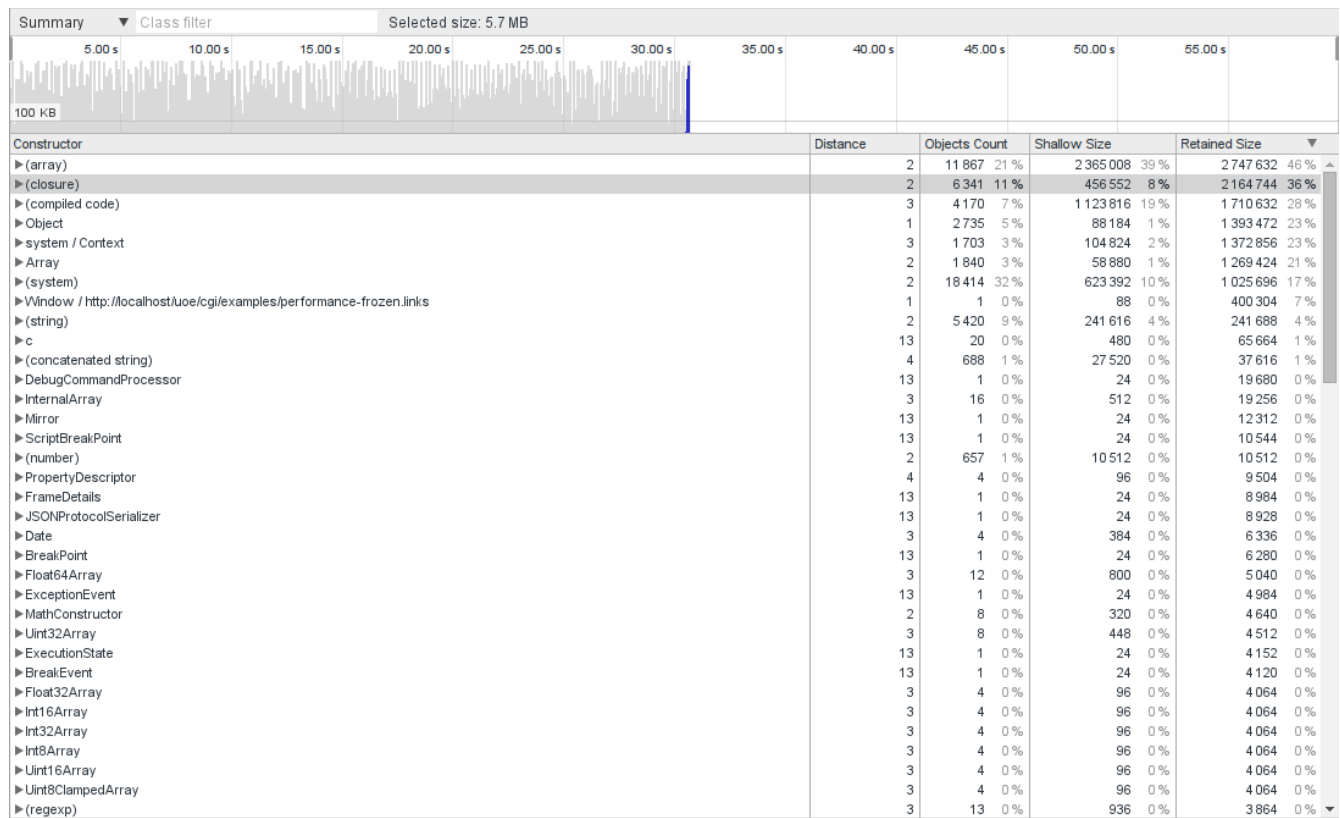 Summary ▼ Class filter Selected size: 5.7 MB
5.00 s 10.00 s 15.00 s 20.00 s 25.00 s 30.00 s 35.00 s 40.00 s 45.00 s 50.00 s 55.00 s
100 KB
Constructor Distance Objects Count Shallow Size Retained Size ▼
▶(array) 2 11 867 21 % 2 365 008 39 % 2 747 632 46 %
▶(closure) 2 6 341 11 % 456 552 8 % 2 164 744 36 %
▶(compiled code) 3 4 170 7 % 1 123 816 19 % 1 710 632 28 %
▶Object 1 2 735 5 % 88 184 1 % 1 393 472 23 %
▶system / Context 3 1 703 3 % 104 824 2 % 1 372 856 23 %
▶Array 2 1 840 3 % 58 880 1 % 1 269 424 21 %
▶(system) 2 18 414 32 % 623 392 10 % 1 025 696 17 %
▶Window / http://localhost/uoe/cgi/examples/performance-frozen.links 1 1 0 % 88 0 % 400 304 7 %
▶(string) 2 5 420 9 % 241 616 4 % 241 688 4 %
▶c 13 20 0 % 480 0 % 65 664 1 %
▶(concatenated string) 4 688 1 % 27 520 0 % 37 616 1 %
▶DebugCommandProcessor 13 1 0 % 24 0 % 19 680 0 %
▶InternalArray 3 16 0 % 512 0 % 19 256 0 %
▶Mirror 13 1 0 % 24 0 % 12 312 0 %
▶ScriptBreakPoint 13 1 0 % 24 0 % 10 544 0 %
▶(number) 2 657 1 % 10 512 0 % 10 512 0 %
▶PropertyDescriptor 4 4 0 % 96 0 % 9 504 0 %
▶FrameDetails 13 1 0 % 24 0 % 8 984 0 %
▶JSONProtocolSerializer 13 1 0 % 24 0 % 8 928 0 %
▶Date 3 4 0 % 384 0 % 6 336 0 %
▶BreakPoint 13 1 0 % 24 0 % 6 280 0 %
▶Float64Array 3 12 0 % 800 0 % 5 040 0 %
▶ExceptionEvent 13 1 0 % 24 0 % 4 984 0 %
▶MathConstructor 2 8 0 % 320 0 % 4 640 0 %
▶Uint32Array 3 8 0 % 448 0 % 4 512 0 %
▶ExecutionState 13 1 0 % 24 0 % 4 152 0 %
▶BreakEvent 13 1 0 % 24 0 % 4 120 0 %
▶Float32Array 3 4 0 % 96 0 % 4 064 0 %
▶Int16Array 3 4 0 % 96 0 % 4 064 0 %
▶Int32Array 3 4 0 % 96 0 % 4 064 0 %
▶Int8Array 3 4 0 % 96 0 % 4 064 0 %
▶Uint16Array 3 4 0 % 96 0 % 4 064 0 %
▶Uint8ClampedArray 3 4 0 % 96 0 % 4 064 0 %
▶(regexp) 3 13 0 % 936 0 % 3 864 0 %